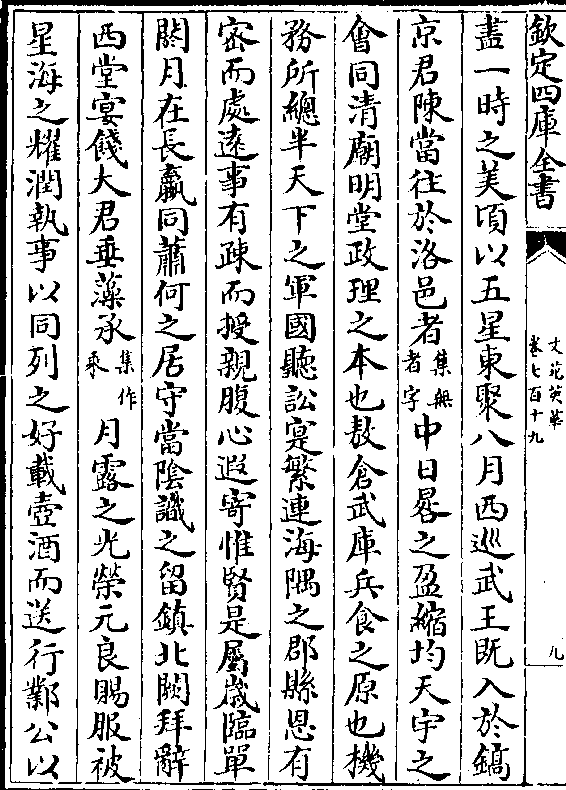 欽定四庫全書
文苑英華
卷七百十九
九
盡一時之美頃以五星東聚八月西巡武王既入於鎬
京君陳當往於洛邑者集無者字中日晷之盈縮均天宇之
會同清廟明堂政理之本也敖倉武庫兵食之原也機
務所總半天下之軍國聽訟寔繁連海隅之郡縣恩有
密而處遠事有疎而授親腹心遐寄惟賢是屬歲臨單
閼月在長嬴同蕭何之居守當陰識之留鎮北闕拜辭
西堂宴餞大君垂藻承集作乘月露之光榮元良賜服被
星海之耀潤執事以同列之好載壺酒而送行鄴公以